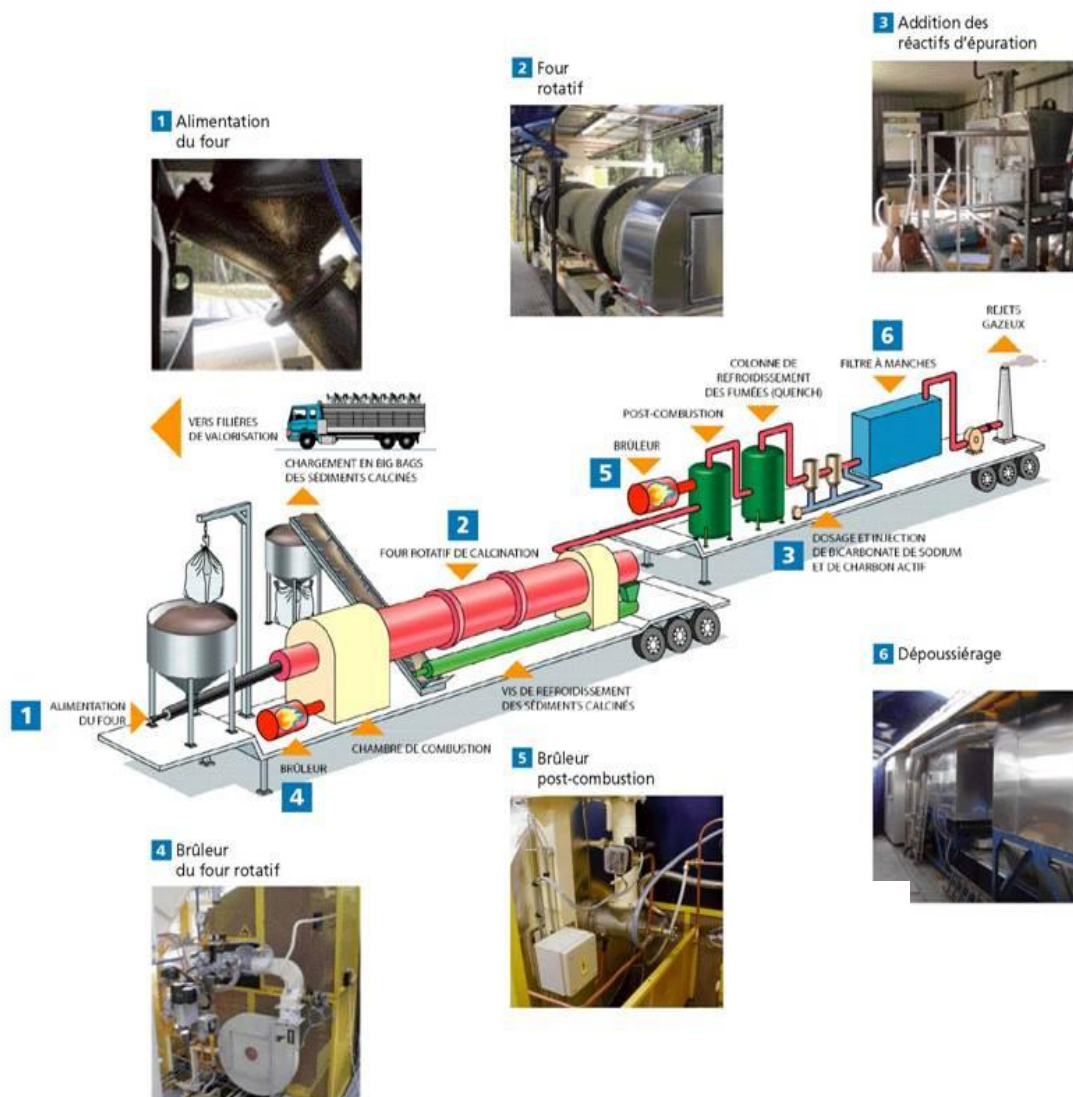 3 Addition des
réactifs d'épuration
2 Four
rotatif
1 Alimentation
du four
REJETS
GAZEUX
6
COLONNE DE
REFROIDISSEMENT
DES FUMÉES (QUENCH)
FILTRE À MANCHES
POST-COMBUSTION
VERS FILIÈRES
DE VALORISATION
BRÛLEUR
5
CHARGEMENT EN BIG BAGS
DES SÉDIMENTS CALCINÉS
2
FOUR ROTATIF DE CALCINATION
3
DOSAGE ET INJECTION
DE BICARBONATE DE SODIUM
ET DE CHARBON ACTIF
6 Dépoussiérage
1
ALIMENTATION
DU FOUR
VIS DE REFROIDISSEMENT
DES SÉDIMENTS CALCINÉS
CHAMBRE DE COMBUSTION
BRÛLEUR
4
5 Brûleur
post-combustion
4 Brûleur
du four rotatif